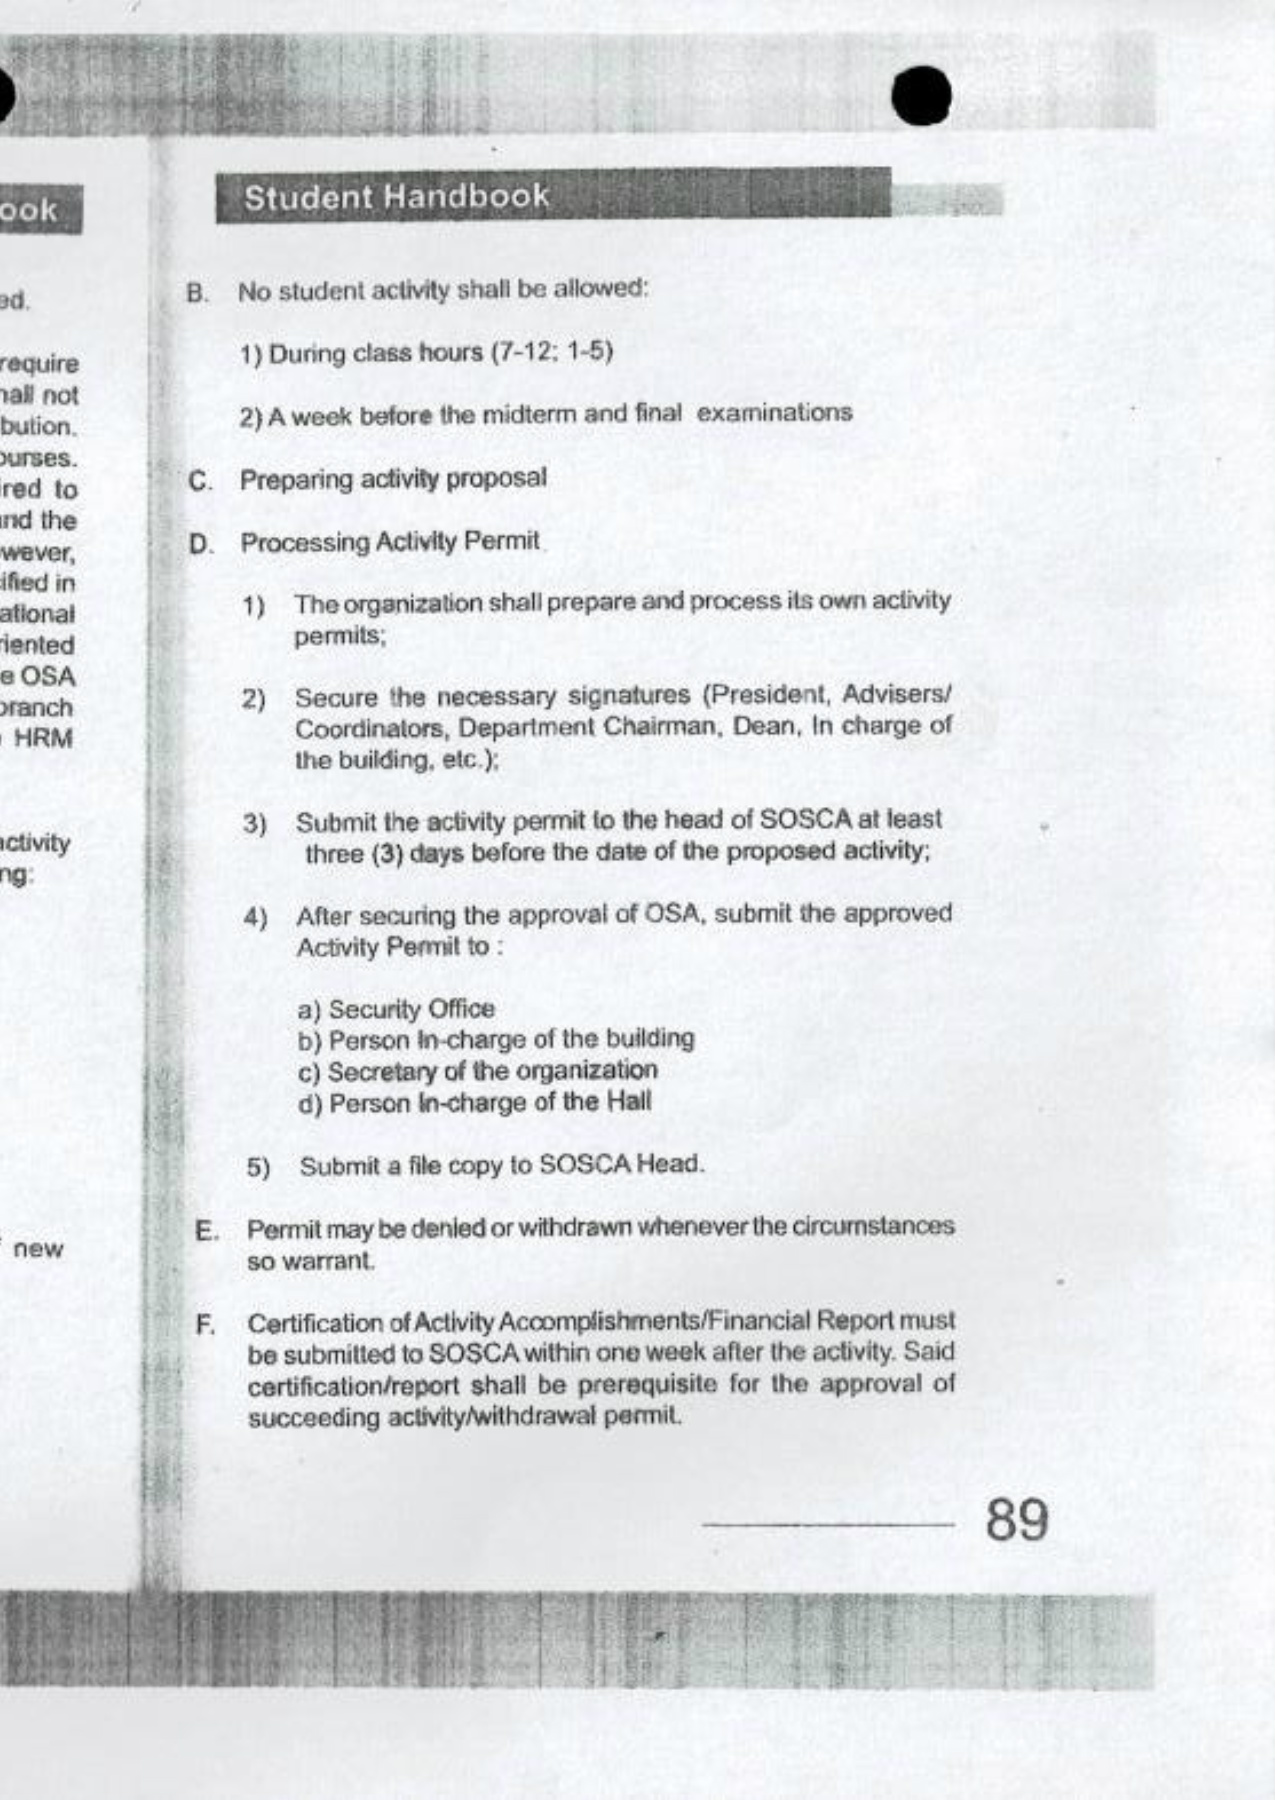 ook
ed.
require
hall not
bution.
ourses.
ired to
and the
wever,
ified in
ational
riented
e OSA
branch
HRM
activity
ng:
new
Student Handbook
B. No student activity shall be allowed:
1) During class hours (7-12; 1-5)
2) A week before the midterm and final examinations
C. Preparing activity proposal
D. Processing Activity Permit
1) The organization shall prepare and process its own activity
permits;
2) Secure the necessary signatures (President, Advisers/
Coordinators, Department Chairman, Dean, In charge of
the building, etc.);
3) Submit the activity permit to the head of SOSCA at least
three (3) days before the date of the proposed activity;
4) After securing the approval of OSA, submit the approved
Activity Permit to :
a) Security Office
b) Person In-charge of the building
c) Secretary of the organization
d) Person In-charge of the Hall
5) Submit a file copy to SOSCA Head.
E. Permit may be denied or withdrawn whenever the circumstances
so warrant.
F. Certification of Activity Accomplishments/Financial Report must
be submitted to SOSCA within one week after the activity. Said
certification/report shall be prerequisite for the approval of
succeeding activity/withdrawal permit.
89